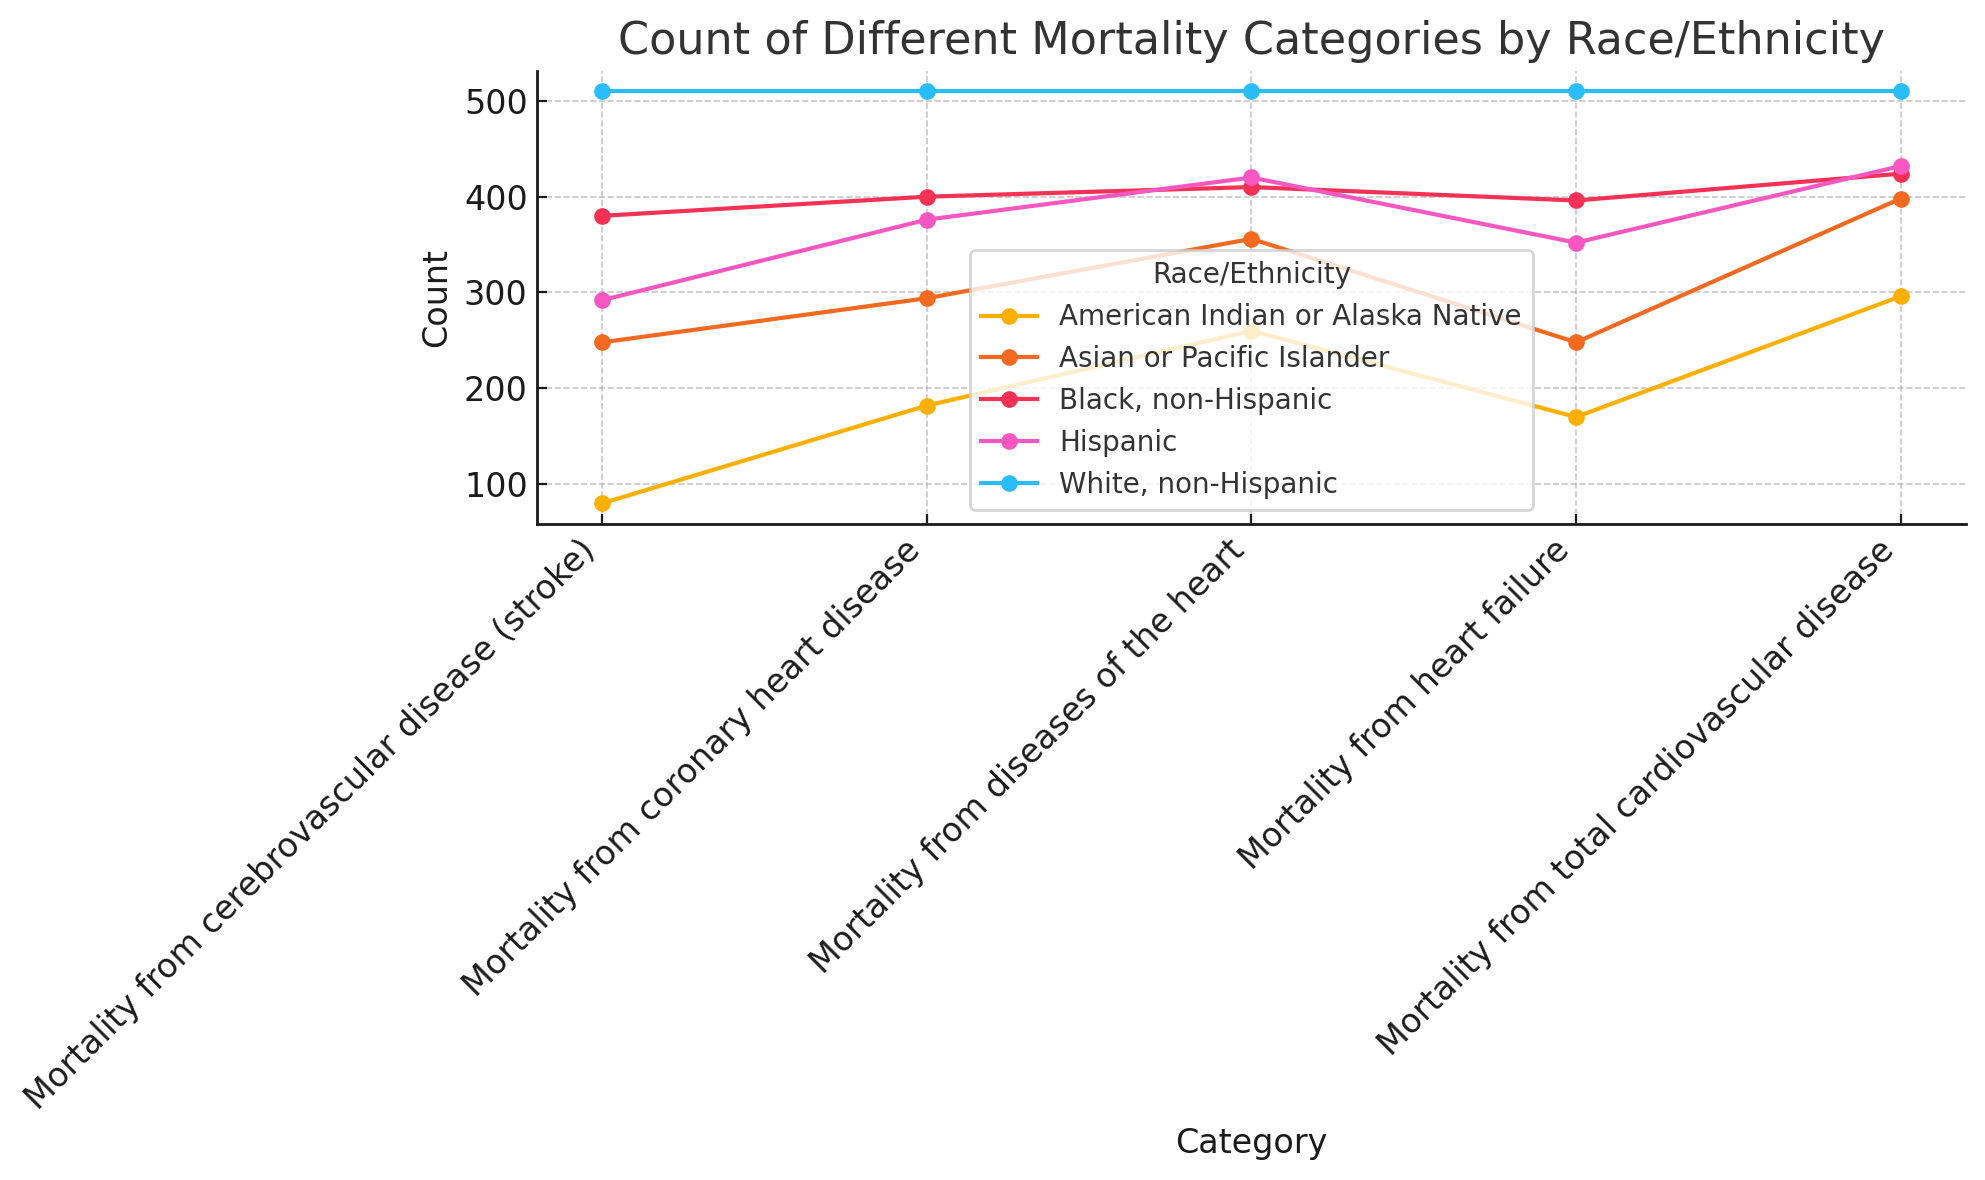 Count of Different Mortality Categories by Race/Ethnicity
500
400
300
200
100
Count
Race/Ethnicity
American Indian or Alaska Native
Asian or Pacific Islander
Black, non-Hispanic
Hispanic
White, non-Hispanic
Mortality from cerebrovascular disease (stroke)
Mortality from coronary heart disease
Mortality from diseases of the heart
Mortality from heart failure
Mortality from total cardiovascular disease
Category